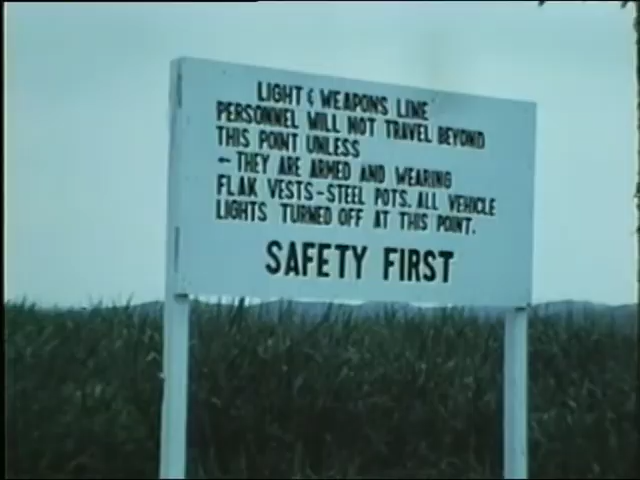 LIGHT & WEAPONS LINE
PERSONNEL WILL NOT TRAVEL BEYOND
THIS POINT UNLESS
-THEY ARE ARMED AND WEARING
FLAK VESTS-STEEL POTS. ALL VEHICLE
LIGHTS TURNED OFF AT THIS POINT.
SAFETY FIRST